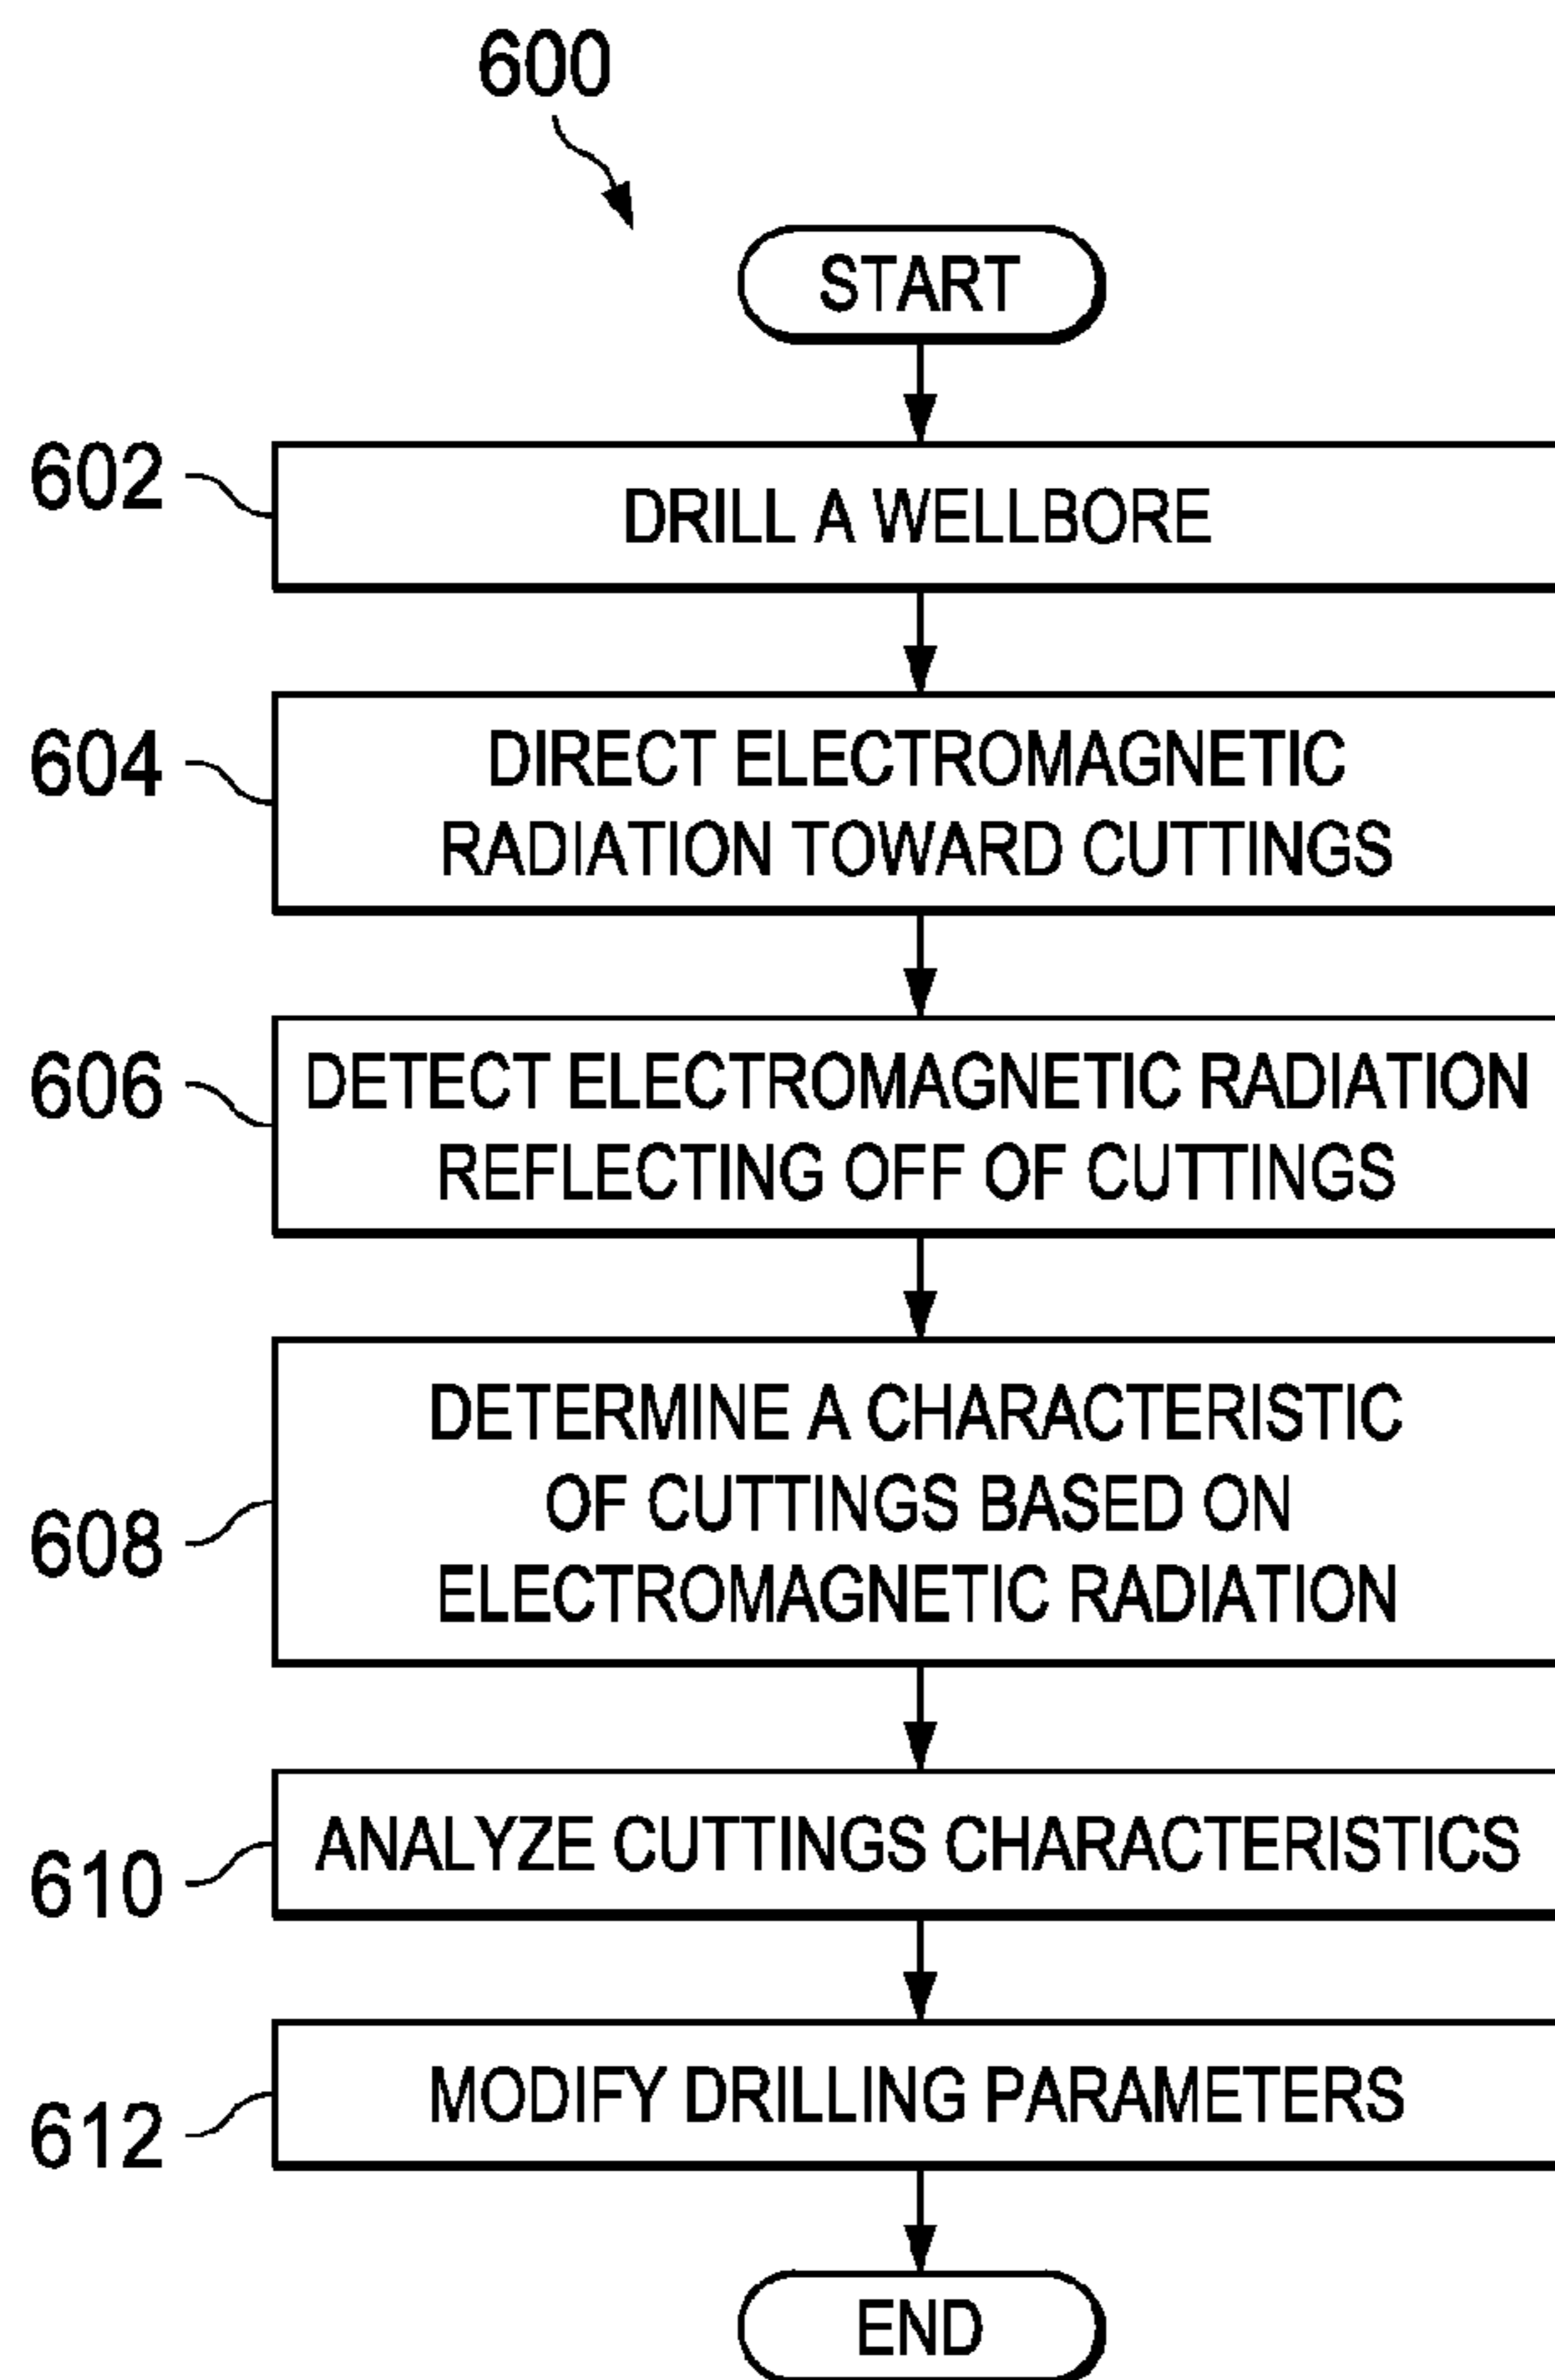 600
START
602
DRILL A WELLBORE
604
DIRECT ELECTROMAGNETIC
RADIATION TOWARD CUTTINGS
606
DETECT ELECTROMAGNETIC RADIATION
REFLECTING OFF OF CUTTINGS
608
DETERMINE A CHARACTERISTIC
OF CUTTINGS BASED ON
ELECTROMAGNETIC RADIATION
610
ANALYZE CUTTINGS CHARACTERISTICS
612
MODIFY DRILLING PARAMETERS
END